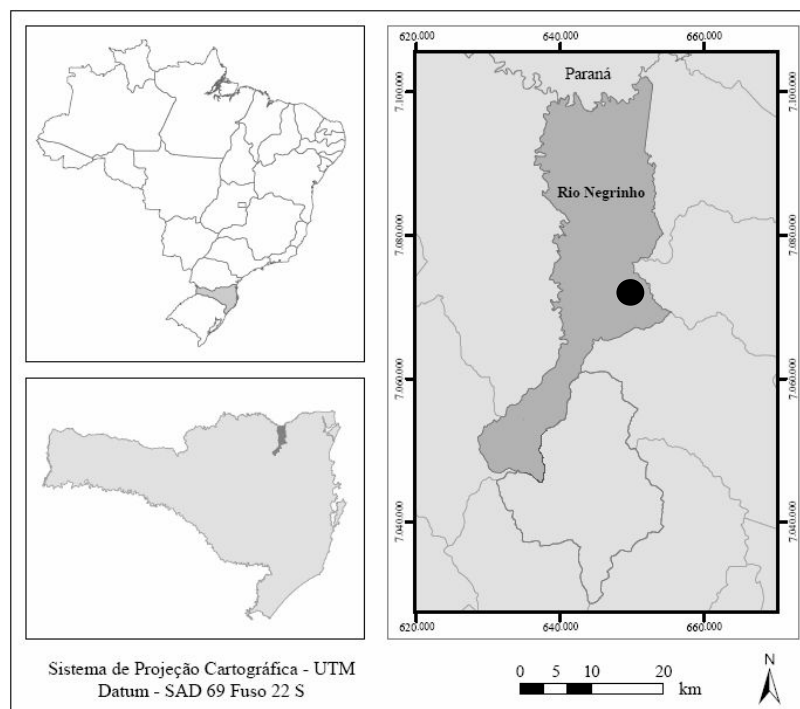 620.000
640.000
660.000
Paraná
7.100.000
7.100.000
Rio Negrinho
7.080.000
7.080.000
7.060.000
7.060.000
7.040.000
7.040.000
620.000
640.000
660.000
Sistema de Projeção Cartográfica - UTM
Datum - SAD 69 Fuso 22 S
0 5 10 20
km
N